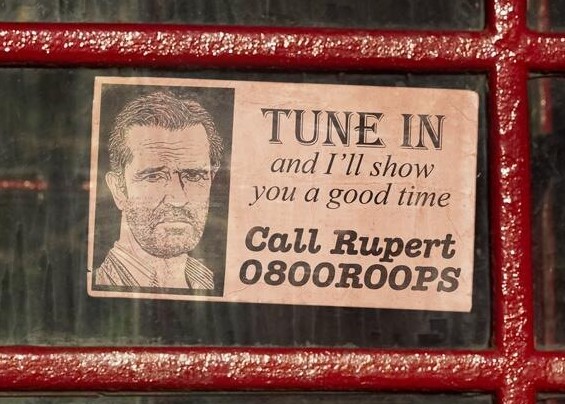 TUNE IN
and I'll show
you a good time
Call Rupert
0800ROOPS